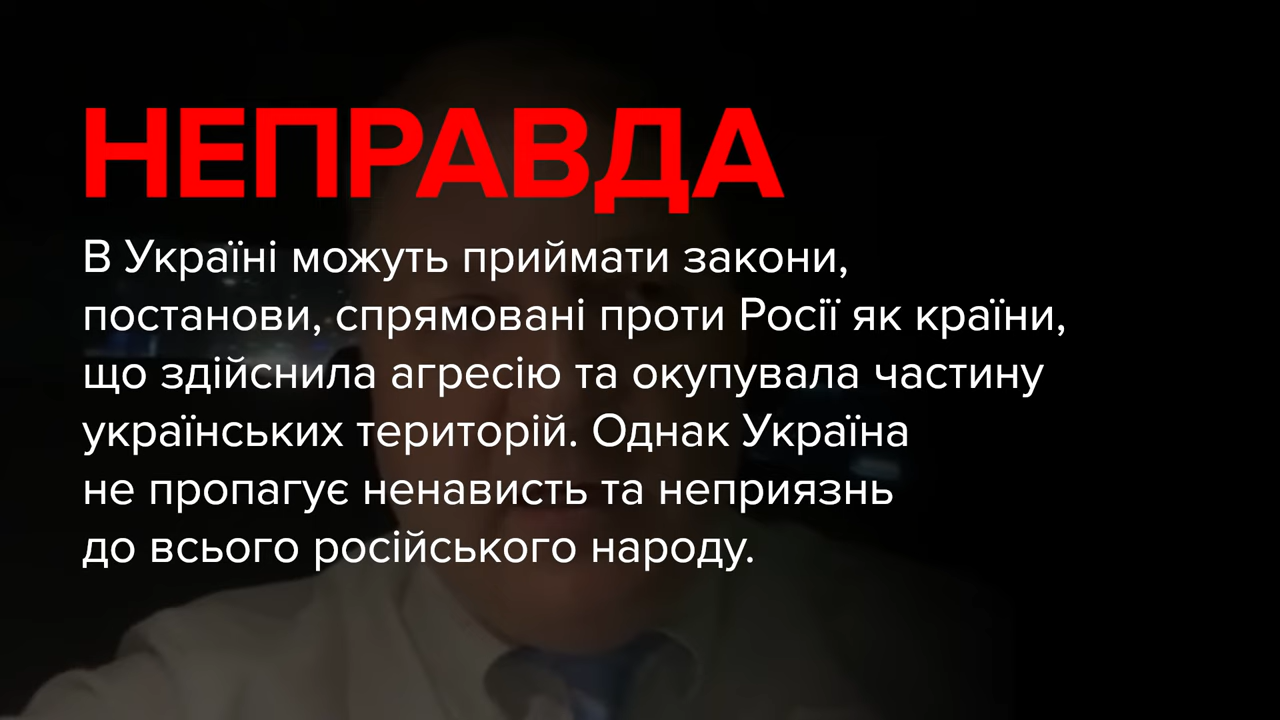 НЕПРАВДА
В Україні можуть приймати закони,
постанови, спрямовані проти Росії як країни,
що здійснила агресію та окупувала частину
українських територій. Однак Україна
не пропагує ненависть та неприязнь
до всього російського народу.